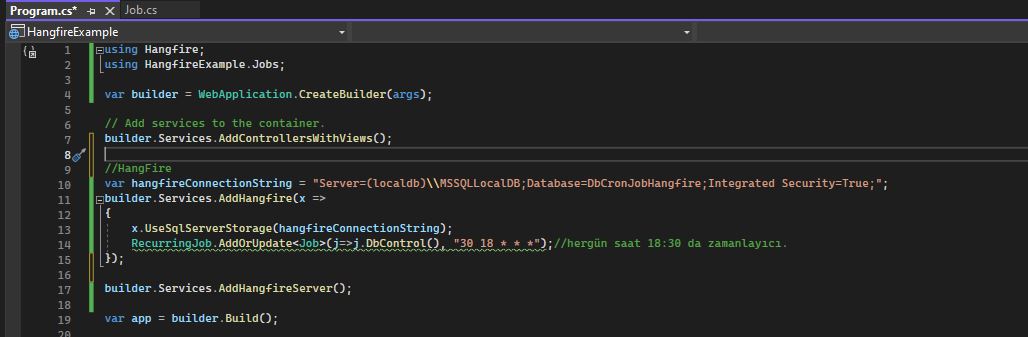 Program.cs*
Job.cs
HangfireExample
1 using Hangfire;
2 using HangfireExample.Jobs;
3
4 var builder = WebApplication.CreateBuilder(args);
5
6 // Add services to the container.
7 builder.Services.AddControllersWithViews();
8
9 //HangFire
10 var hangfireConnectionString = "Server=(localdb)\\MSSQLLocalDB;Database=DbCronJobHangfire;Integrated Security=True;";
11 builder.Services.AddHangfire(x =>
12 {
13 x.UseSqlServerStorage(hangfireConnectionString);
14 RecurringJob.AddOrUpdate<Job>(j=>j.DbControl(), "30 18 * * *");//hergün saat 18:30 da zamanlayıcı.
15 });
16
17 builder.Services.AddHangfireServer();
18
19 var app = builder.Build();
20